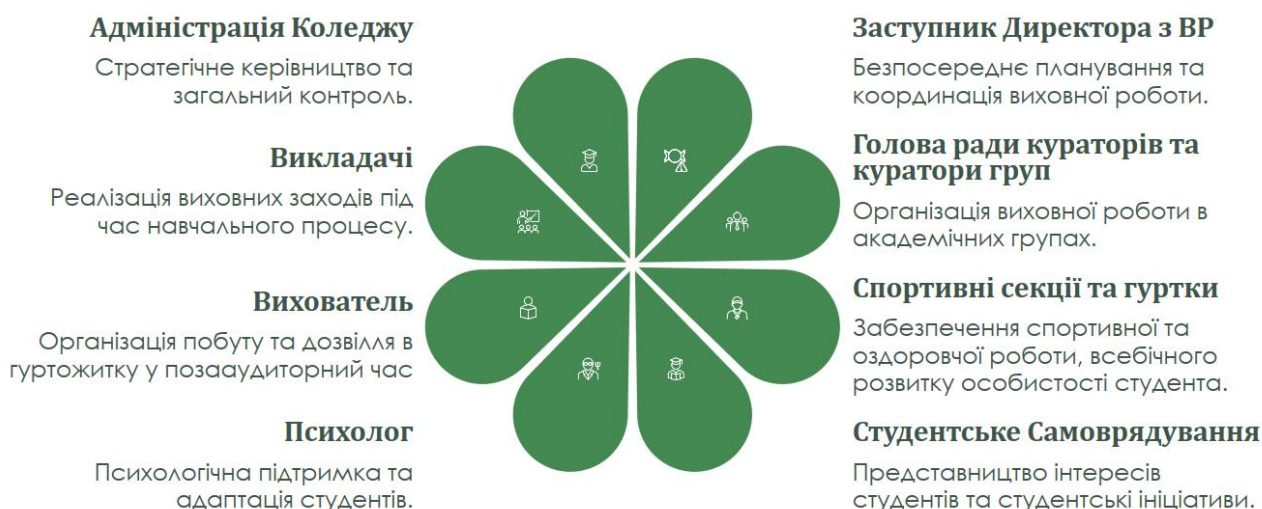 Адміністрація Коледжу
Стратегічне керівництво та
загальний контроль.
Викладачі
Реалізація виховних заходів під
час навчального процесу.
Вихователь
Організація побуту та дозвілля в
гуртожитку у позааудиторний час
Психолог
Психологічна підтримка та
адаптація студентів.
Заступник Директора з ВР
Безпосереднє планування та
координація виховної роботи.
Голова ради кураторів та
куратори груп
Організація виховної роботи в
академічних групах.
Спортивні секції та гуртки
Забезпечення спортивної та
оздоровчої роботи, всебічного
розвитку особистості студента.
Студентське Самоврядування
Представництво інтересів
студентів та студентські ініціативи.